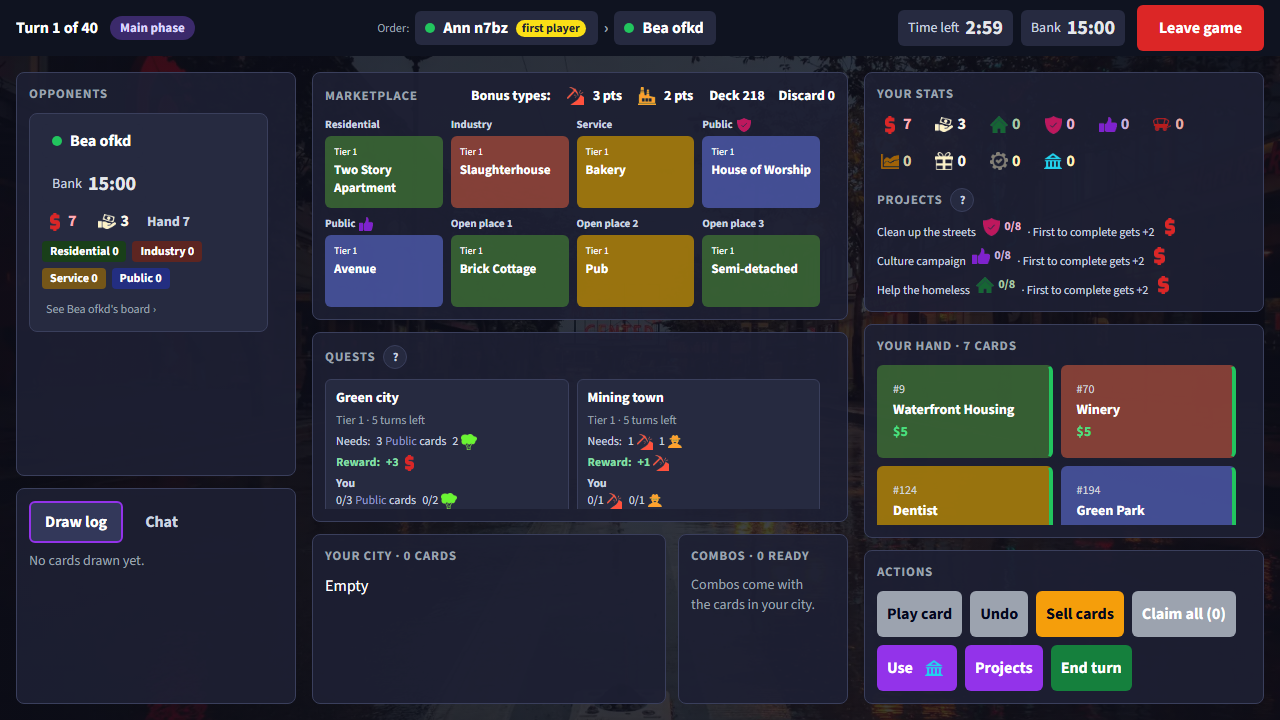 Turn 1 of 40
Main phase
Order:
Ann n7bz
first player
›
Bea ofkd
Time left 2:59
Bank 15:00
Leave game
OPPONENTS
Bea ofkd
Bank 15:00
7 3 Hand 7
Residential 0 Industry 0
Service 0 Public 0
See Bea ofkd's board ›
Draw log Chat
No cards drawn yet.
MARKETPLACE
Bonus types: 3 pts 2 pts Deck 218 Discard 0
Residential Industry Service Public
Tier 1
Two Story
Apartment
Tier 1
Slaughterhouse
Tier 1
Bakery
Tier 1
House of Worship
Public Open place 1 Open place 2 Open place 3
Tier 1
Avenue
Tier 1
Brick Cottage
Tier 1
Pub
Tier 1
Semi-detached
QUESTS ?
Green city
Tier 1 · 5 turns left
Needs: 3 Public cards 2
Reward: +3
You
0/3 Public cards 0/2
Mining town
Tier 1 · 5 turns left
Needs: 1 1
Reward: +1
You
0/1 0/1
YOUR CITY · 0 CARDS
Empty
COMBOS · 0 READY
Combos come with
the cards in your city.
YOUR STATS
7 3 0 0 0 0
0 0 0 0
PROJECTS ?
Clean up the streets 0/8 · First to complete gets +2
Culture campaign 0/8 · First to complete gets +2
Help the homeless 0/8 · First to complete gets +2
YOUR HAND · 7 CARDS
#9
Waterfront Housing
$5
#70
Winery
$5
#124
Dentist
#194
Green Park
ACTIONS
Play card Undo Sell cards Claim all (0)
Use Projects End turn